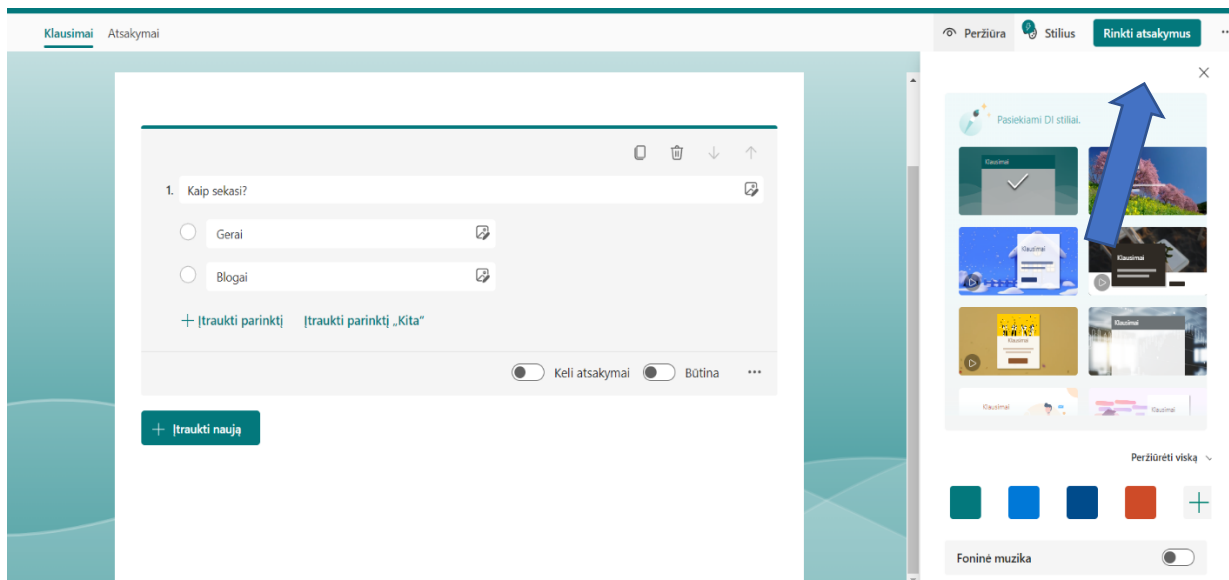 Klausimai Atsakymai Peržiūra Stilius Rinkti atsakymus
Pasiekiami DI stiliai.
1. Kaip sekasi?
Gerai
Blogai
+ Įtraukti parinktį Įtraukti parinktį „Kita“
Keli atsakymai Būtina
+ Įtraukti naują
Klausimai
Klausimai
Klausimai
Klausimai
Klausimai
Klausimai
Klausimai
Peržiūrėti viską
Foninė muzika